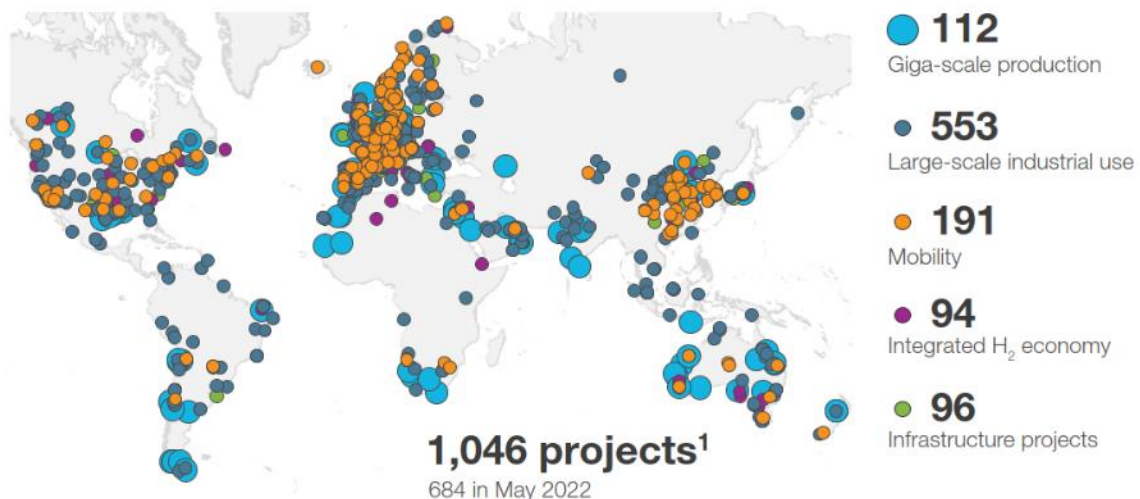 112
Giga-scale production
553
Large-scale industrial use
191
Mobility
94
Integrated H₂ economy
96
Infrastructure projects
1,046 projects¹
684 in May 2022